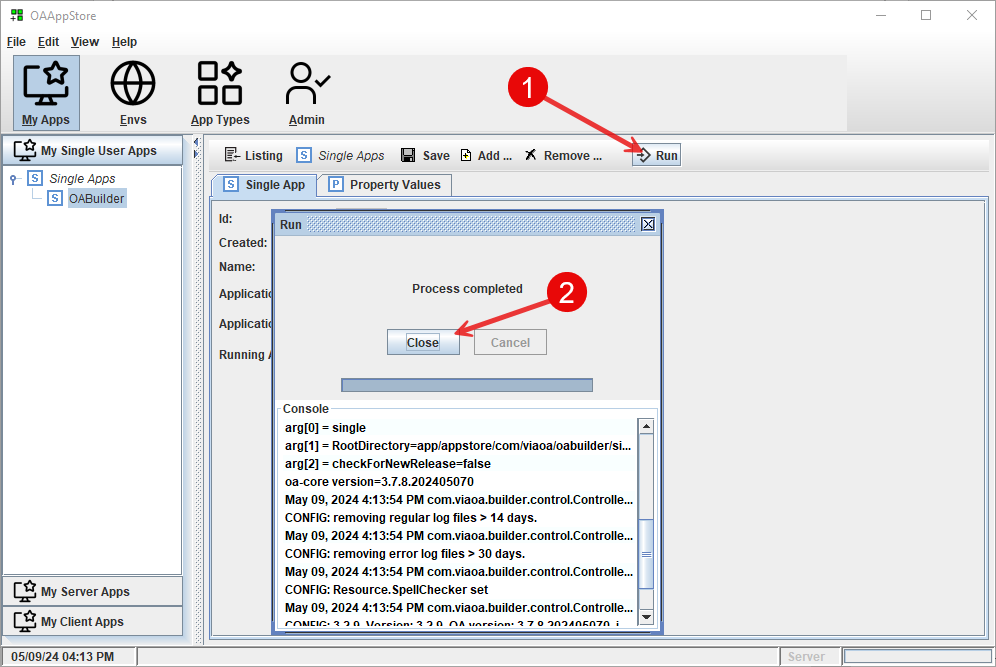 OAAppStore
File Edit View Help
My Apps Envs App Types Admin
1
My Single User Apps
Listing S Single Apps Save Add ... Remove ... Run
S Single Apps
S OABuilder
S Single App P Property Values
Id:
Created:
Name:
Applicatio
Applicatio
Running A
Run
Process completed
2
Close Cancel
Console
arg[0] = single
arg[1] = RootDirectory=app/appstore/com/viaoa/oabuilder/si...
arg[2] = checkForNewRelease=false
oa-core version=3.7.8.202405070
May 09, 2024 4:13:54 PM com.viaoa.builder.control.Controlle...
CONFIG: removing regular log files > 14 days.
May 09, 2024 4:13:54 PM com.viaoa.builder.control.Controlle...
CONFIG: removing error log files > 30 days.
May 09, 2024 4:13:54 PM com.viaoa.builder.control.Controlle...
CONFIG: Resource.SpellChecker set
May 09, 2024 4:13:54 PM com.viaoa.builder.control.Controlle...
CONFIG: 3.2.9, Version: 3.2.9, OA version: 3.7.8.202405070, j
My Server Apps
My Client Apps
05/09/24 04:13 PM
Server